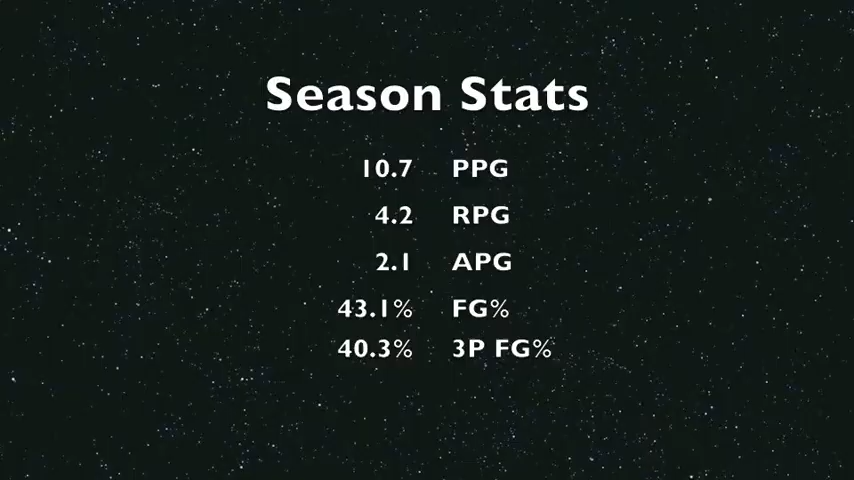 Season Stats
10.7 PPG
4.2 RPG
2.1 APG
43.1% FG%
40.3% 3P FG%